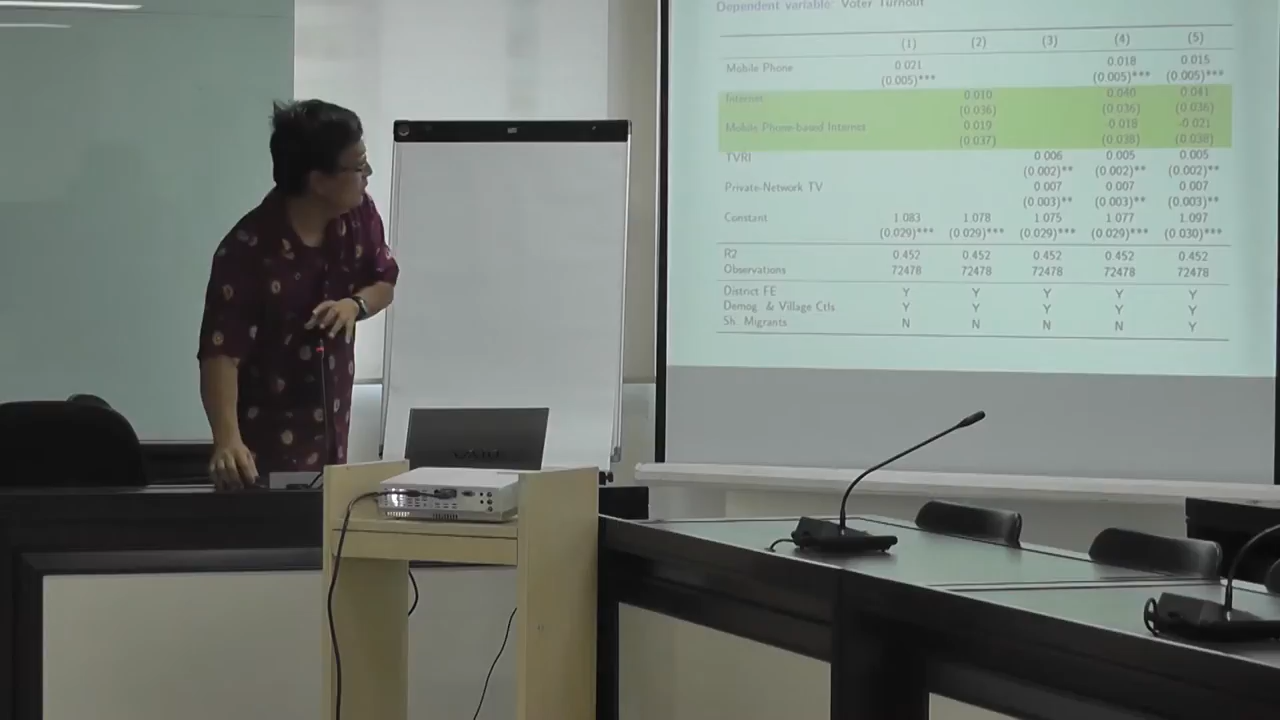 Dependent variable: Voter Turnout
(1) (2) (3) (4) (5)
Mobile Phone 0.021 0.018 0.015
(0.005)*** (0.005)*** (0.005)***
Internet 0.010 0.040 0.041
(0.036) (0.036) (0.036)
Mobile Phone-based Internet 0.019 -0.018 -0.021
(0.037) (0.038) (0.038)
TVRI 0.006 0.005 0.005
(0.002)** (0.002)** (0.002)**
Private-Network TV 0.007 0.007 0.007
(0.003)** (0.003)** (0.003)**
Constant 1.083 1.078 1.075 1.077 1.097
(0.029)*** (0.029)*** (0.029)*** (0.029)*** (0.030)***
R2 0.452 0.452 0.452 0.452 0.452
Observations 72478 72478 72478 72478 72478
District FE Y Y Y Y Y
Demog. & Village Ctls Y Y Y Y Y
Sh. Migrants N N N N Y